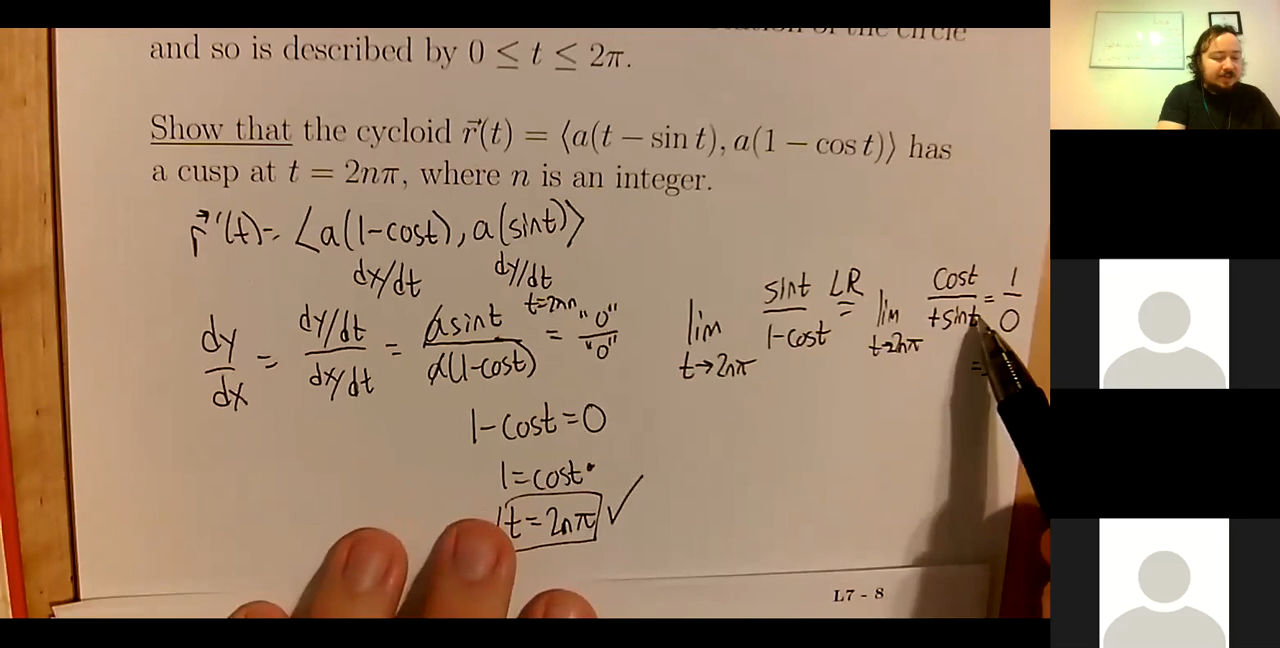 and so is described by 0 ≤ t ≤ 2π.
Show that the cycloid r⃗(t) = ⟨a(t − sin t), a(1 − cos t)⟩ has
a cusp at t = 2nπ, where n is an integer.
r⃗'(t) = ⟨a(1-cost), a(sint)⟩
dx/dt dy/dt
dy/dx = (dy/dt)/(dx/dt) = asint/a(1-cost) = t=2πn "0"/"0"
lim t→2nπ sint/1-cost LR = lim t→2nπ cost/+sint = 1/0
=
1-cost=0
1=cost
t=2nπ ✓
L7 - 8